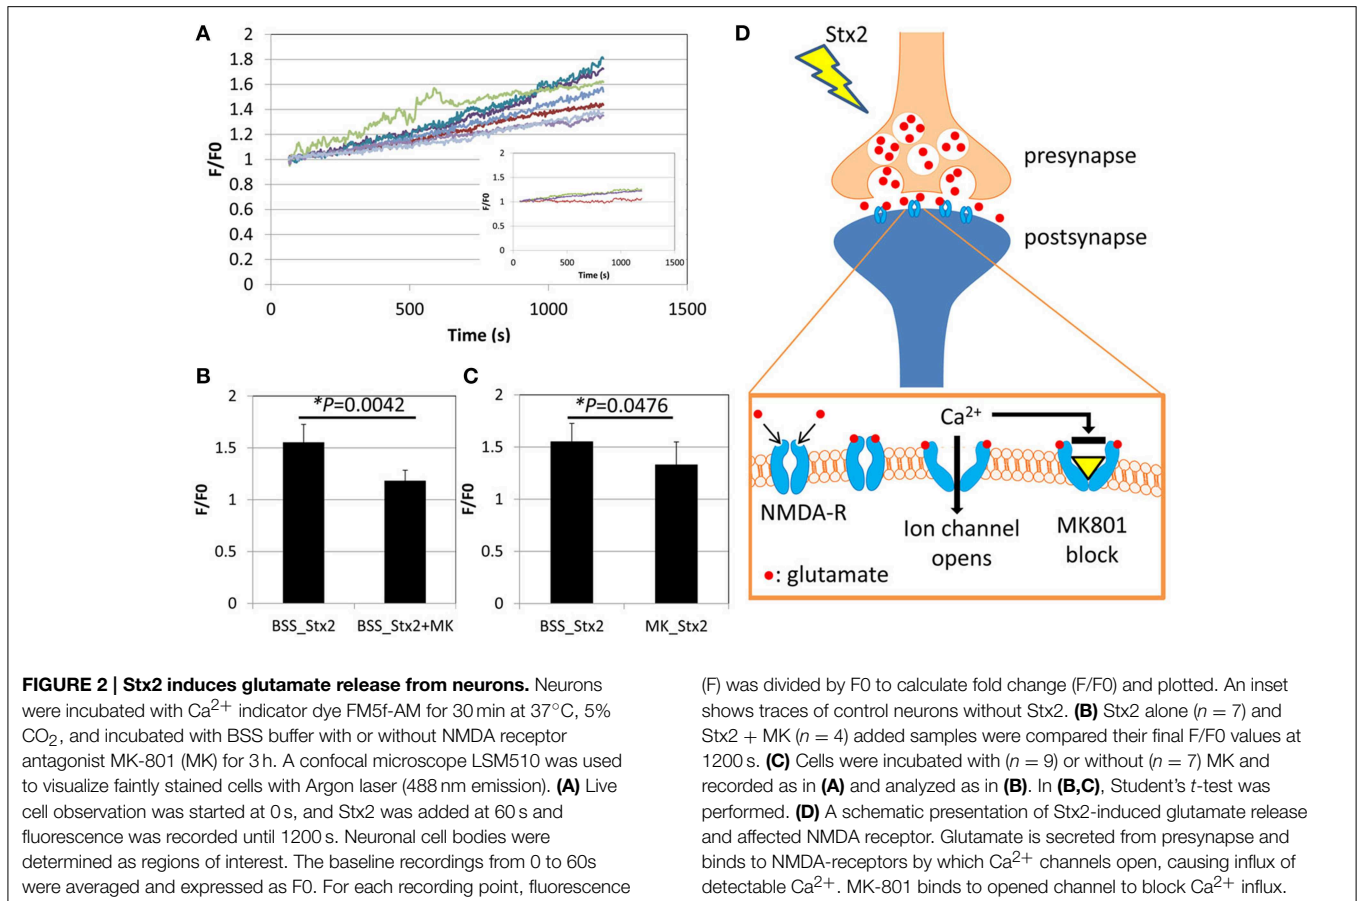 A
2
1.8
1.6
1.4
1.2
1
0.8
0.6
0.4
0.2
0
F/F0
0 500 1000 1500
Time (s)
2
1.5
1
0.5
0
F/F0
0 500 1000 1500
Time (s)
B
2
1.5
1
0.5
0
F/F0
*P=0.0042
BSS_Stx2 BSS_Stx2+MK
C
2
1.5
1
0.5
0
F/F0
*P=0.0476
BSS_Stx2 MK_Stx2
D
Stx2
presynapse
postsynapse
Ca2+
NMDA-R
Ion channel
opens
MK801
block
: glutamate
FIGURE 2 | Stx2 induces glutamate release from neurons. Neurons
were incubated with Ca2+ indicator dye FM5f-AM for 30 min at 37°C, 5%
CO2, and incubated with BSS buffer with or without NMDA receptor
antagonist MK-801 (MK) for 3 h. A confocal microscope LSM510 was used
to visualize faintly stained cells with Argon laser (488 nm emission). (A) Live
cell observation was started at 0 s, and Stx2 was added at 60 s and
fluorescence was recorded until 1200 s. Neuronal cell bodies were
determined as regions of interest. The baseline recordings from 0 to 60s
were averaged and expressed as F0. For each recording point, fluorescence
(F) was divided by F0 to calculate fold change (F/F0) and plotted. An inset
shows traces of control neurons without Stx2. (B) Stx2 alone (n = 7) and
Stx2 + MK (n = 4) added samples were compared their final F/F0 values at
1200 s. (C) Cells were incubated with (n = 9) or without (n = 7) MK and
recorded as in (A) and analyzed as in (B). In (B,C), Student's t-test was
performed. (D) A schematic presentation of Stx2-induced glutamate release
and affected NMDA receptor. Glutamate is secreted from presynapse and
binds to NMDA-receptors by which Ca2+ channels open, causing influx of
detectable Ca2+. MK-801 binds to opened channel to block Ca2+ influx.